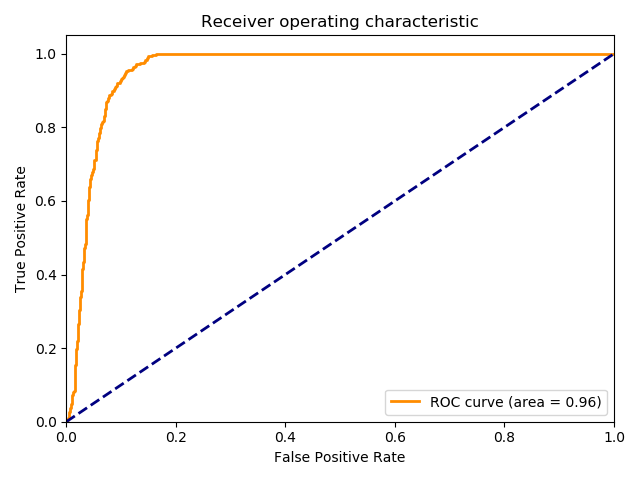 Receiver operating characteristic
True Positive Rate
1.0
0.8
0.6
0.4
0.2
0.0
0.0 0.2 0.4 0.6 0.8 1.0
False Positive Rate
ROC curve (area = 0.96)